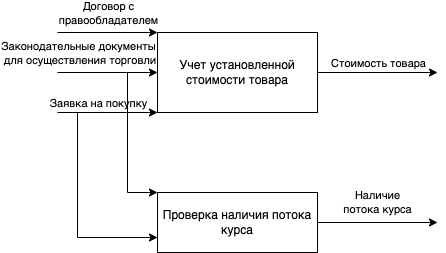 Договор с
правообладателем
Законодательные документы
для осуществления торговли
Заявка на покупку
Учет установленной
стоимости товара
Стоимость товара
Проверка наличия потока
курса
Наличие
потока курса